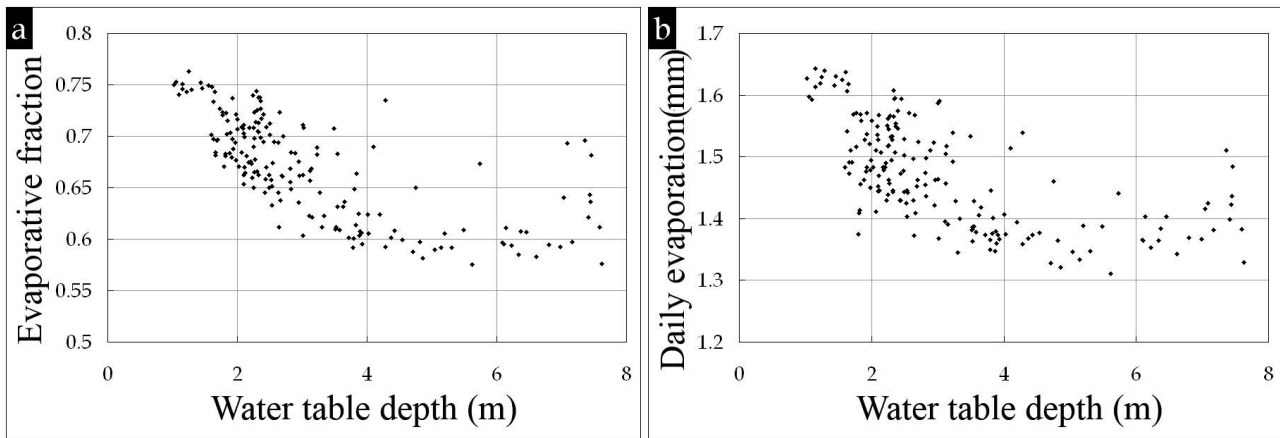 a
0.8
0.75
0.7
0.65
0.6
0.55
0.5
0 2 4 6 8
Evaporative fraction
Water table depth (m)
b
1.7
1.6
1.5
1.4
1.3
1.2
0 2 4 6 8
Daily evaporation(mm)
Water table depth (m)